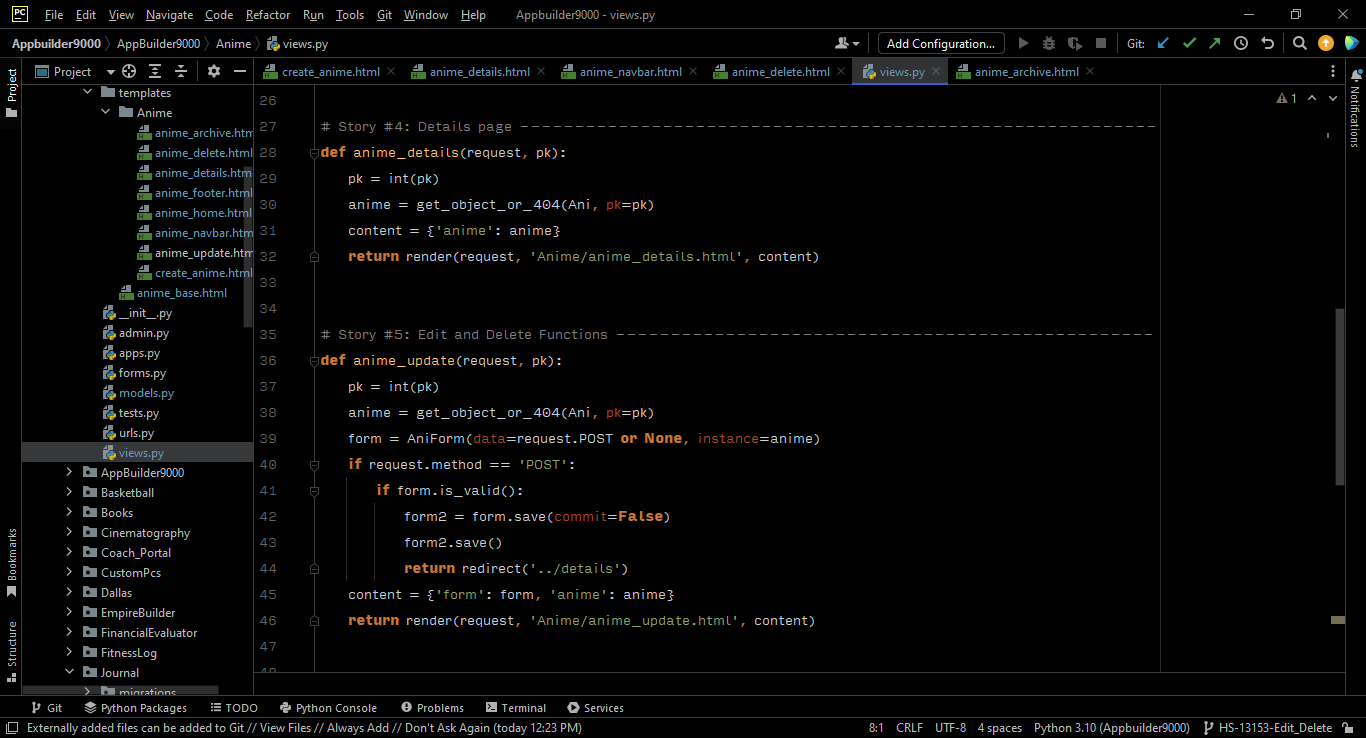 PC File Edit View Navigate Code Refactor Run Tools Git Window Help Appbuilder9000 - views.py
Appbuilder9000 AppBuilder9000 Anime views.py Add Configuration... Git:
Project Project create_anime.html anime_details.html anime_navbar.html anime_delete.html views.py anime_archive.html
templates
Anime
anime_archive.htm
anime_delete.html
anime_details.htm
anime_footer.html
anime_home.html
anime_navbar.html
anime_update.htm
create_anime.html
anime_base.html
__init__.py
admin.py
apps.py
forms.py
models.py
tests.py
urls.py
views.py
AppBuilder9000
Basketball
Books
Cinematography
Coach_Portal
CustomPcs
Dallas
EmpireBuilder
FinancialEvaluator
FitnessLog
Journal
migrations
Bookmarks
Structure
26
27 # Story #4: Details page ----------------------------------------------------------
28 def anime_details(request, pk):
29 pk = int(pk)
30 anime = get_object_or_404(Ani, pk=pk)
31 content = {'anime': anime}
32 return render(request, 'Anime/anime_details.html', content)
33
34
35 # Story #5: Edit and Delete Functions -------------------------------------------------
36 def anime_update(request, pk):
37 pk = int(pk)
38 anime = get_object_or_404(Ani, pk=pk)
39 form = AniForm(data=request.POST or None, instance=anime)
40 if request.method == 'POST':
41 if form.is_valid():
42 form2 = form.save(commit=False)
43 form2.save()
44 return redirect('../details')
45 content = {'form': form, 'anime': anime}
46 return render(request, 'Anime/anime_update.html', content)
47
48
1
Notifications
Git Python Packages TODO Python Console Problems Terminal Services
Externally added files can be added to Git // View Files // Always Add // Don't Ask Again (today 12:23 PM) 8:1 CRLF UTF-8 4 spaces Python 3.10 (Appbuilder9000) HS-13153-Edit_Delete